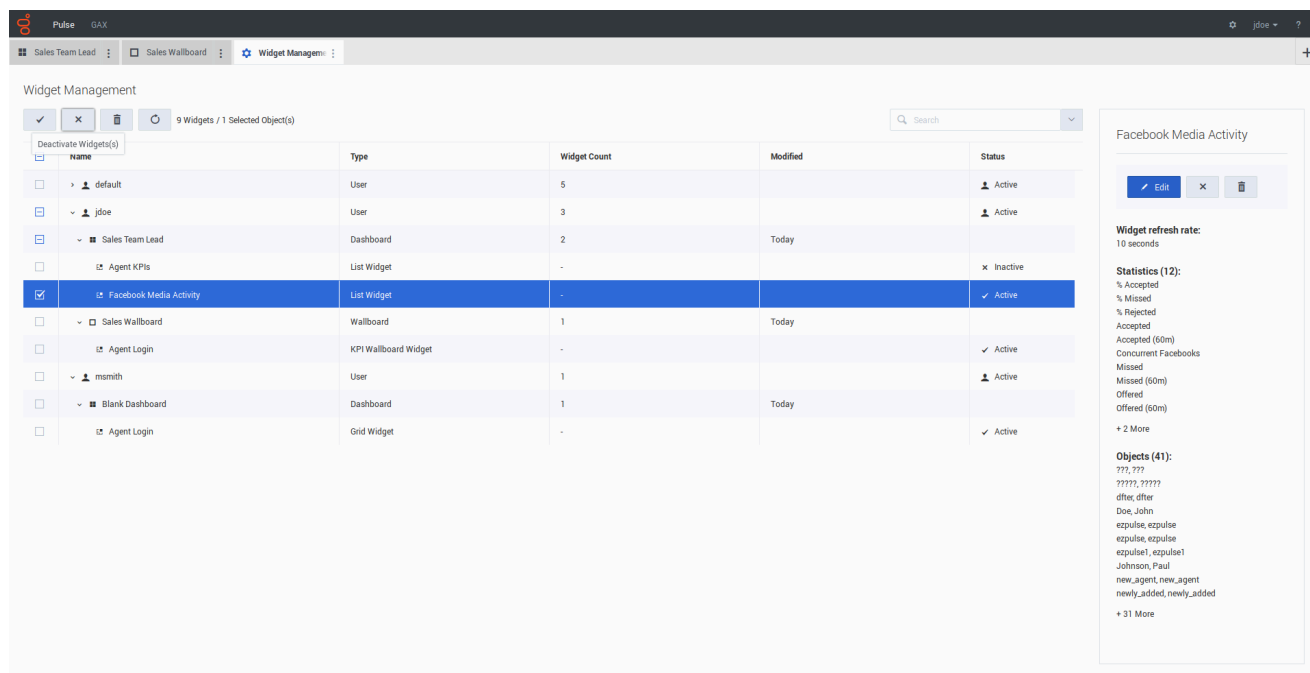 Pulse GAX jdoe ?
Sales Team Lead Sales Wallboard Widget Manageme
Widget Management
9 Widgets / 1 Selected Object(s) Search
Deactivate Widgets(s)
Name Type Widget Count Modified Status
default User 5 Active
jdoe User 3 Active
Sales Team Lead Dashboard 2 Today
Agent KPIs List Widget - Inactive
Facebook Media Activity List Widget - Active
Sales Wallboard Wallboard 1 Today
Agent Login KPI Wallboard Widget - Active
msmith User 1 Active
Blank Dashboard Dashboard 1 Today
Agent Login Grid Widget - Active
Facebook Media Activity
Edit
Widget refresh rate:
10 seconds
Statistics (12):
% Accepted
% Missed
% Rejected
Accepted
Accepted (60m)
Concurrent Facebooks
Missed
Missed (60m)
Offered
Offered (60m)
+ 2 More
Objects (41):
???, ???
?????, ?????
dfter, dfter
Doe, John
ezpulse, ezpulse
ezpulse, ezpulse
ezpulse1, ezpulse1
Johnson, Paul
new_agent, new_agent
newly_added, newly_added
+ 31 More